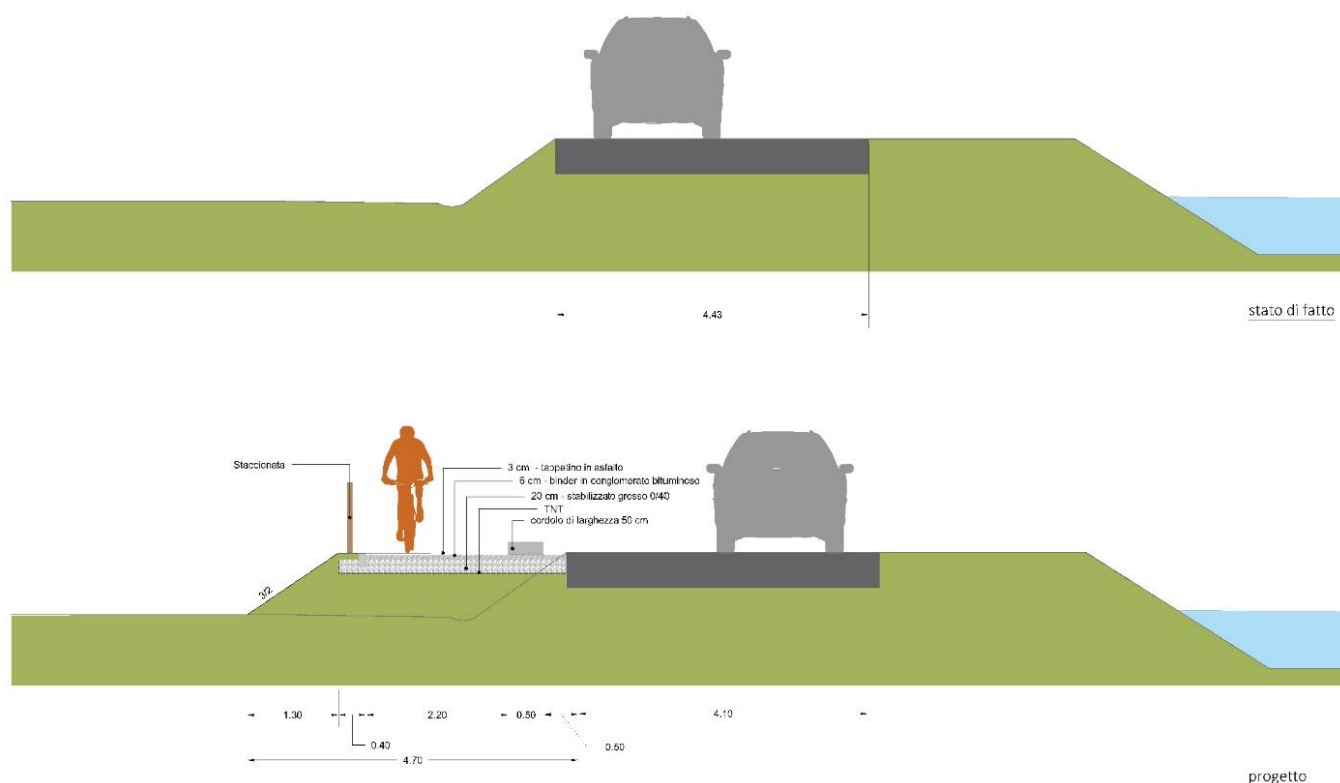 4.43
stato di fatto
Staccionata
3 cm - tappetino in asfalto
6 cm - binder in conglomerato bituminoso
20 cm - stabilizzato grosso 0/40
TNT
cordolo di larghezza 50 cm
3/2
1.30
2.20
0.50
4.10
0.40
0.50
4.70
progetto